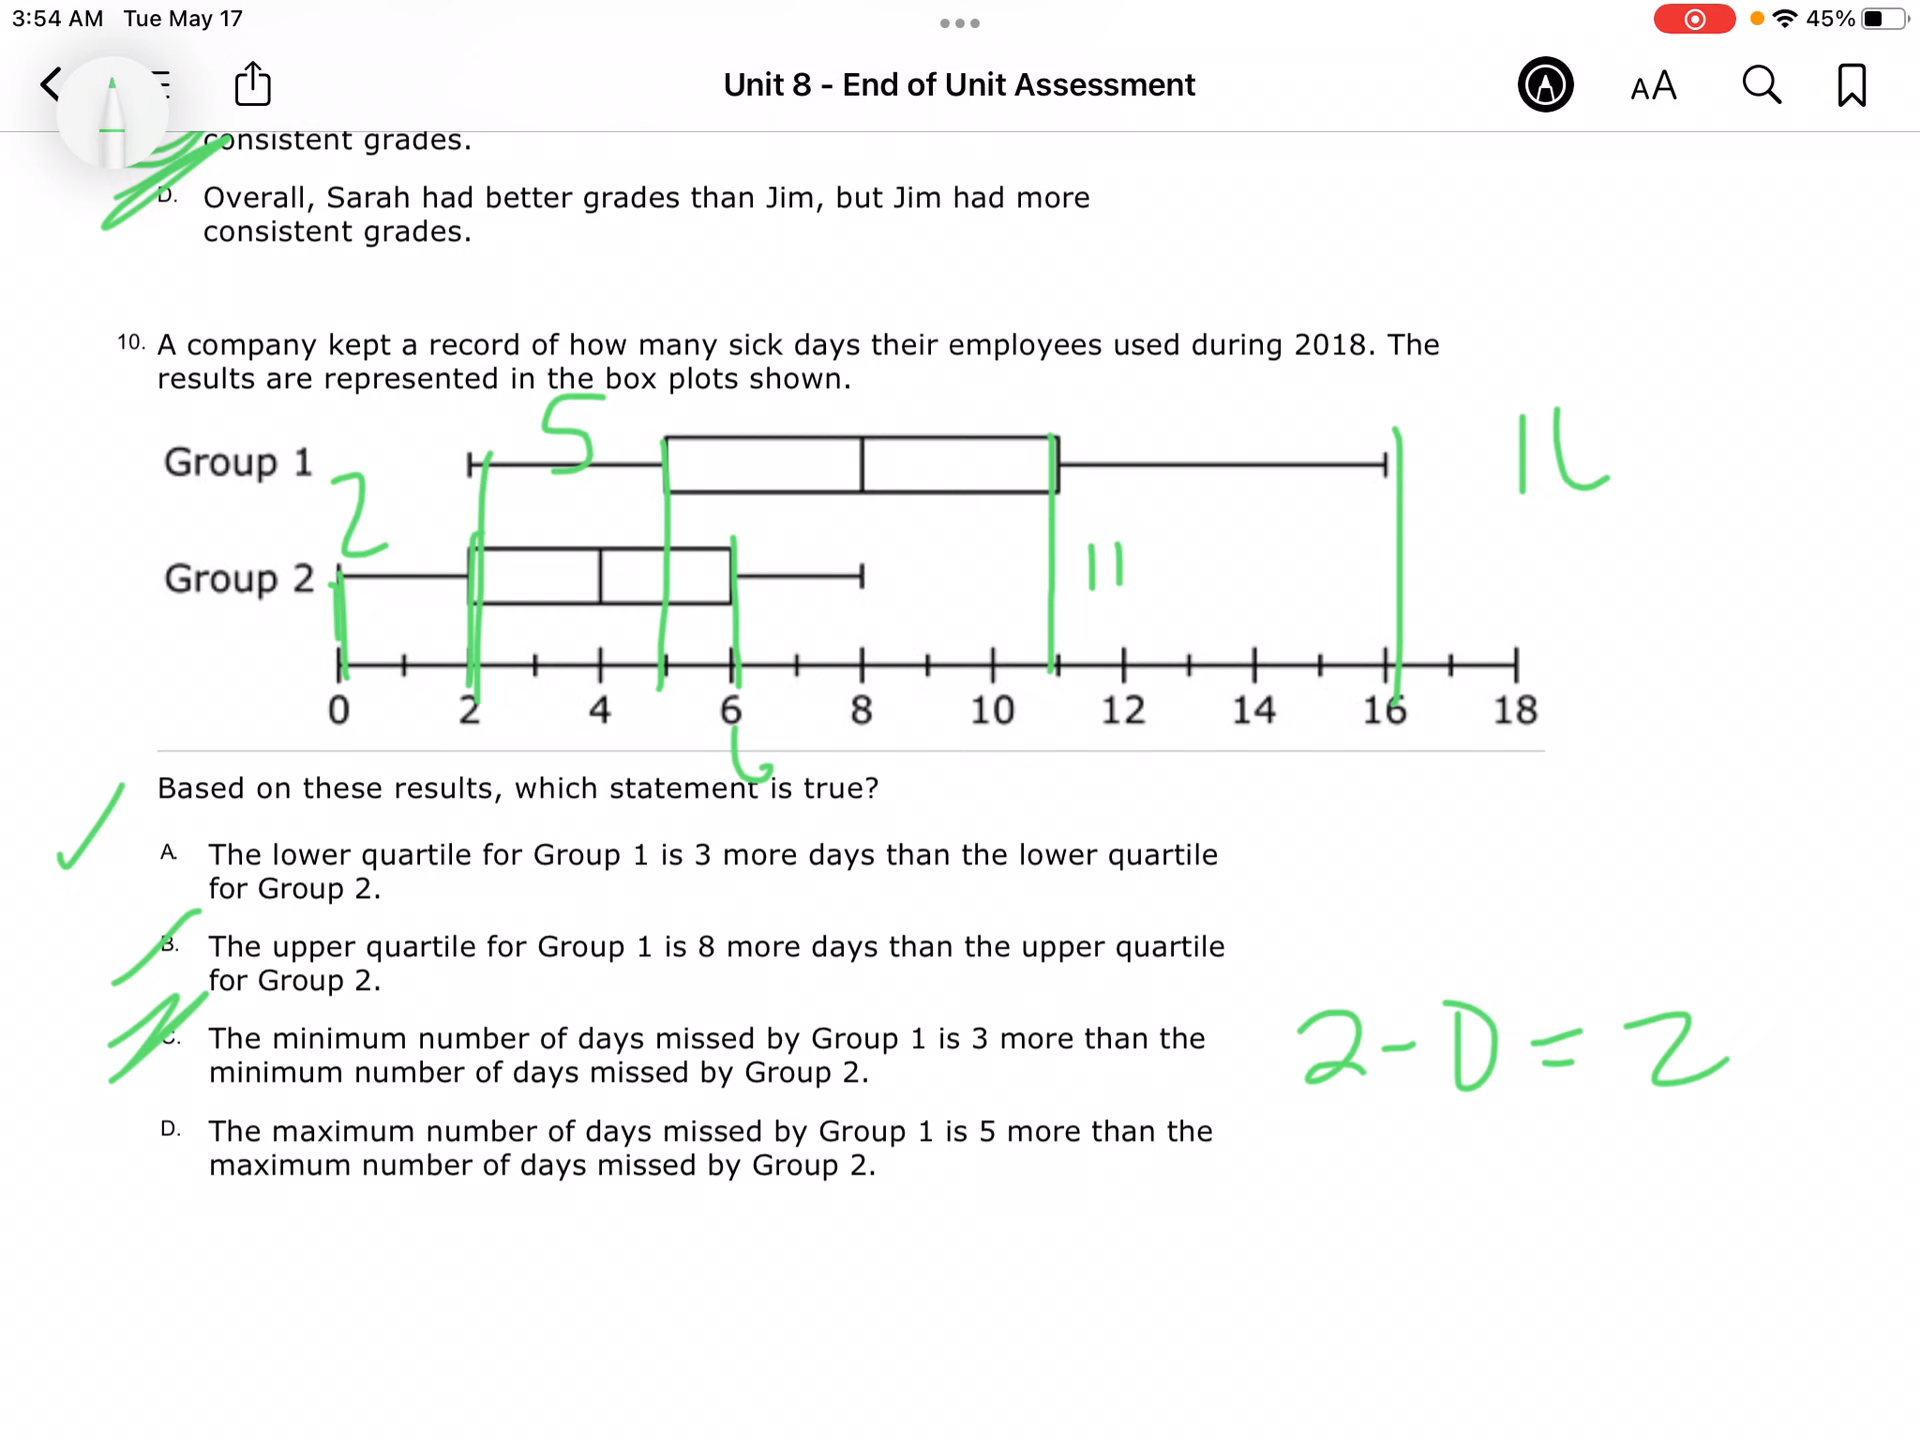 3:54 AM Tue May 17
45%
Unit 8 - End of Unit Assessment
consistent grades.
D. Overall, Sarah had better grades than Jim, but Jim had more
consistent grades.
10. A company kept a record of how many sick days their employees used during 2018. The
results are represented in the box plots shown.
5
Group 1
16
2
Group 2
11
0 2 4 6 8 10 12 14 16 18
6
Based on these results, which statement is true?
A. The lower quartile for Group 1 is 3 more days than the lower quartile
for Group 2.
B. The upper quartile for Group 1 is 8 more days than the upper quartile
for Group 2.
C. The minimum number of days missed by Group 1 is 3 more than the
minimum number of days missed by Group 2.
2-0=2
D. The maximum number of days missed by Group 1 is 5 more than the
maximum number of days missed by Group 2.